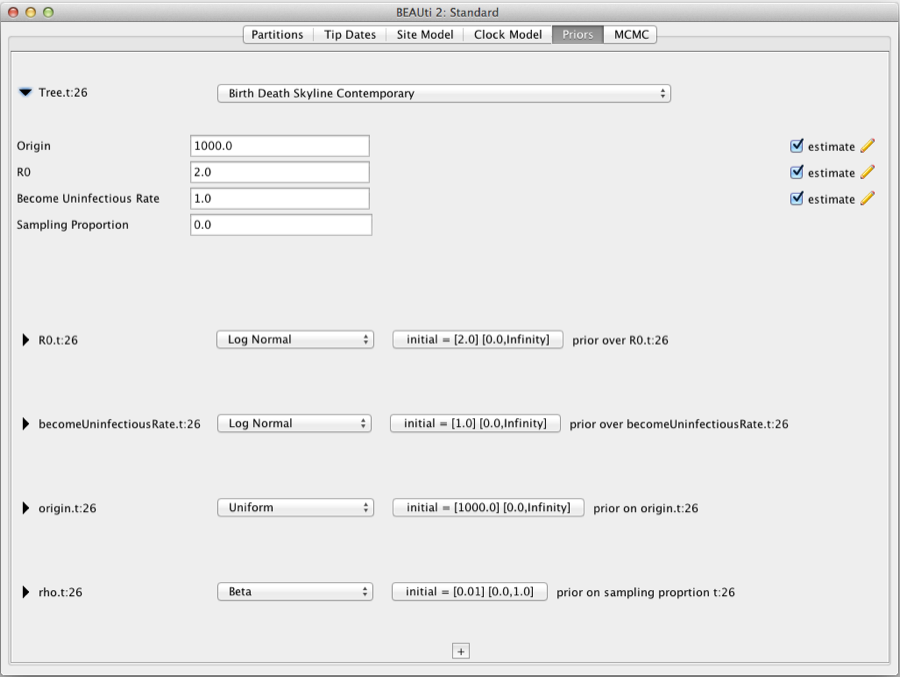 BEAUti 2: Standard
Partitions Tip Dates Site Model Clock Model Priors MCMC
Tree.t:26 Birth Death Skyline Contemporary
Origin 1000.0 estimate
R0 2.0 estimate
Become Uninfectious Rate 1.0 estimate
Sampling Proportion 0.0
R0.t:26 Log Normal initial = [2.0] [0.0,Infinity] prior over R0.t:26
becomeUninfectiousRate.t:26 Log Normal initial = [1.0] [0.0,Infinity] prior over becomeUninfectiousRate.t:26
origin.t:26 Uniform initial = [1000.0] [0.0,Infinity] prior on origin.t:26
rho.t:26 Beta initial = [0.01] [0.0,1.0] prior on sampling proprtion t:26
+